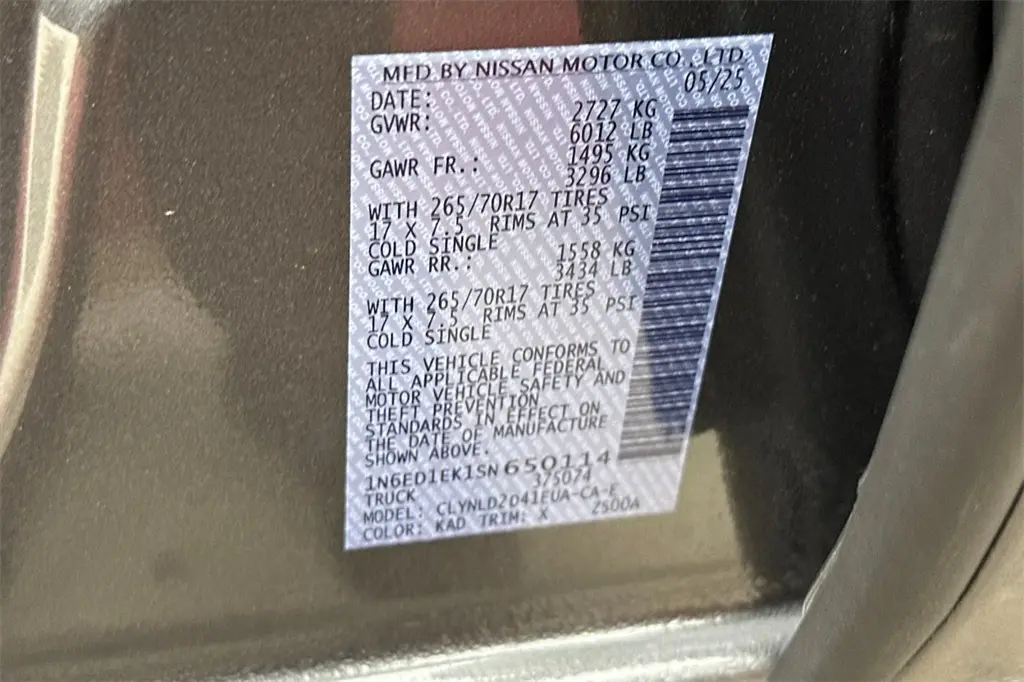 MFD BY NISSAN MOTOR CO., LTD.
DATE: 05/25
GVWR: 2727 KG
6012 LB
GAWR FR.: 1495 KG
3296 LB
WITH 265/70R17 TIRES
17 X 7.5 RIMS AT 35 PSI
COLD SINGLE
GAWR RR.: 1558 KG
3434 LB
WITH 265/70R17 TIRES
17 X 7.5 RIMS AT 35 PSI
COLD SINGLE
THIS VEHICLE CONFORMS TO
ALL APPLICABLE FEDERAL
MOTOR VEHICLE SAFETY AND
THEFT PREVENTION
STANDARDS IN EFFECT ON
THE DATE OF MANUFACTURE
SHOWN ABOVE.
1N6ED1EK1SN650114
TRUCK 375074
MODEL: CLYNLD2041EUA-CA-E
COLOR: KAD TRIM: X 2500A